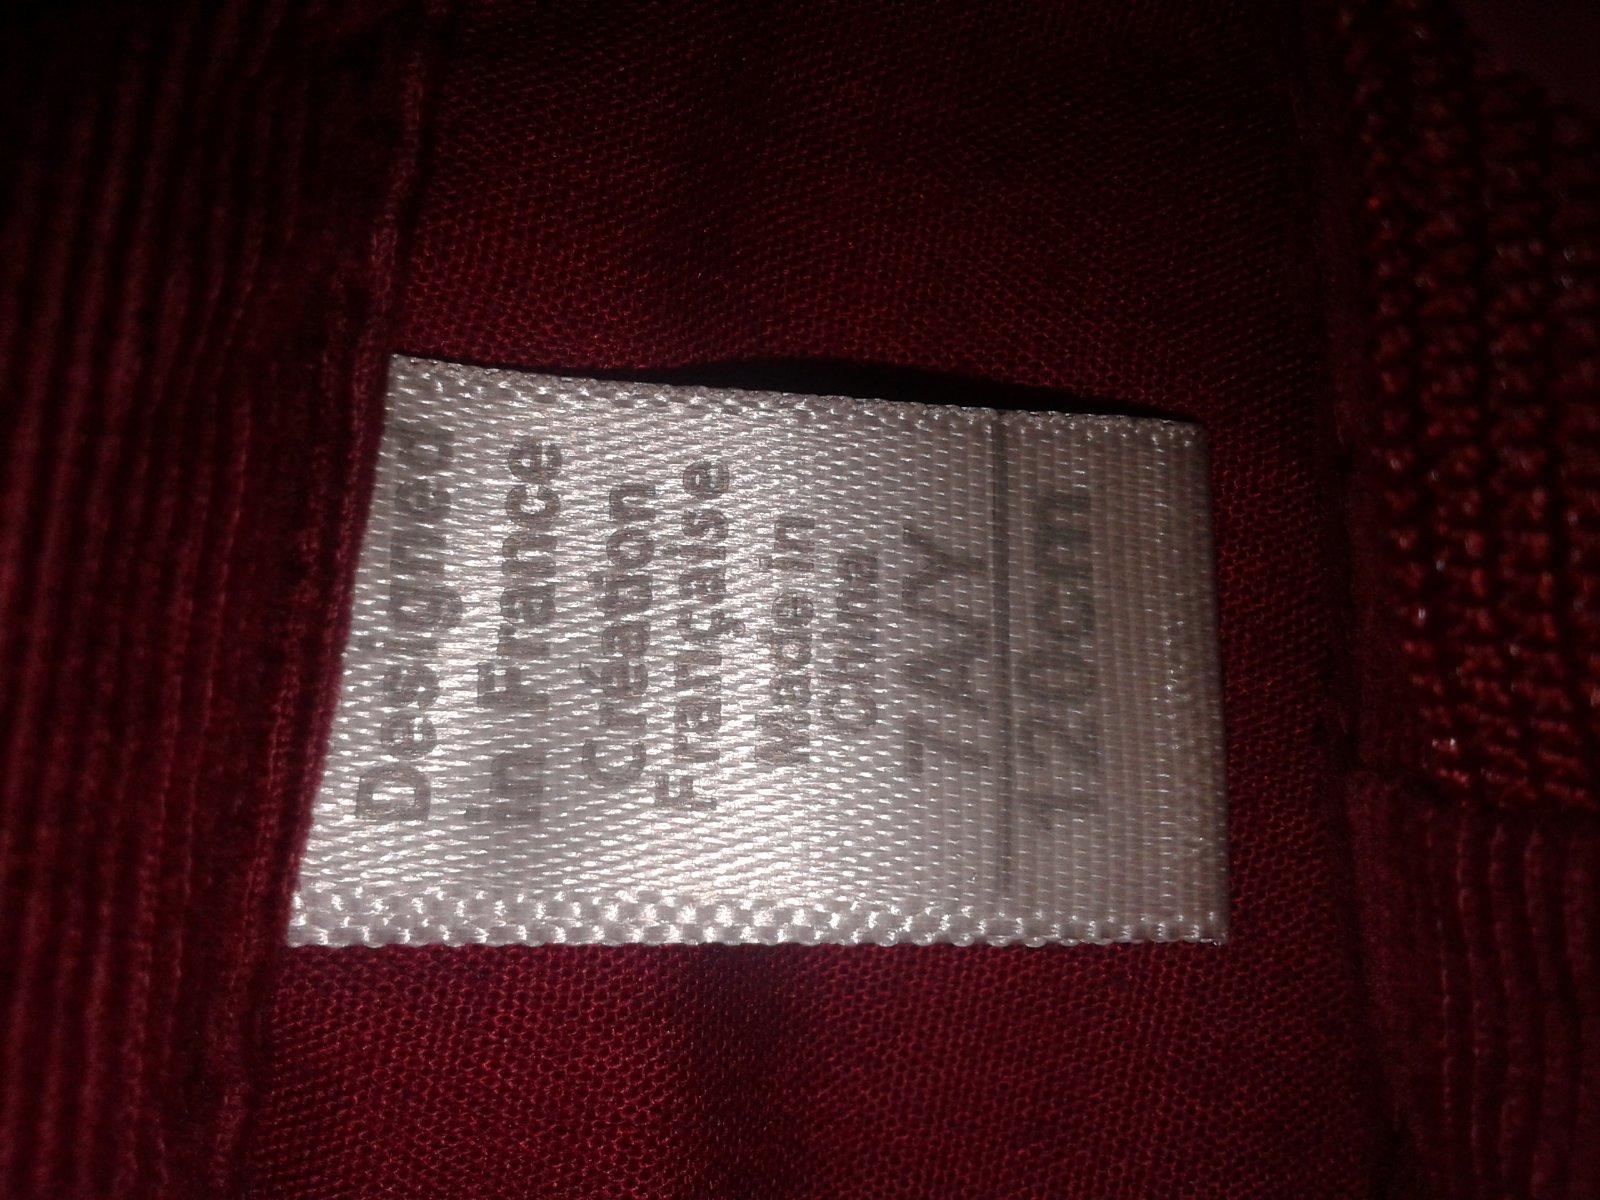 Designed
in France
Création
Française
Made in
China
7A/Y
120cm